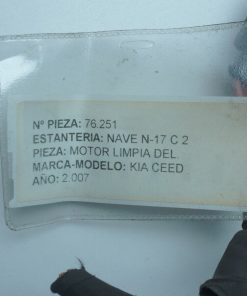 Nº PIEZA: 76.251
ESTANTERIA: NAVE N-17 C 2
PIEZA: MOTOR LIMPIA DEL.
MARCA-MODELO: KIA CEED
AÑO: 2.007